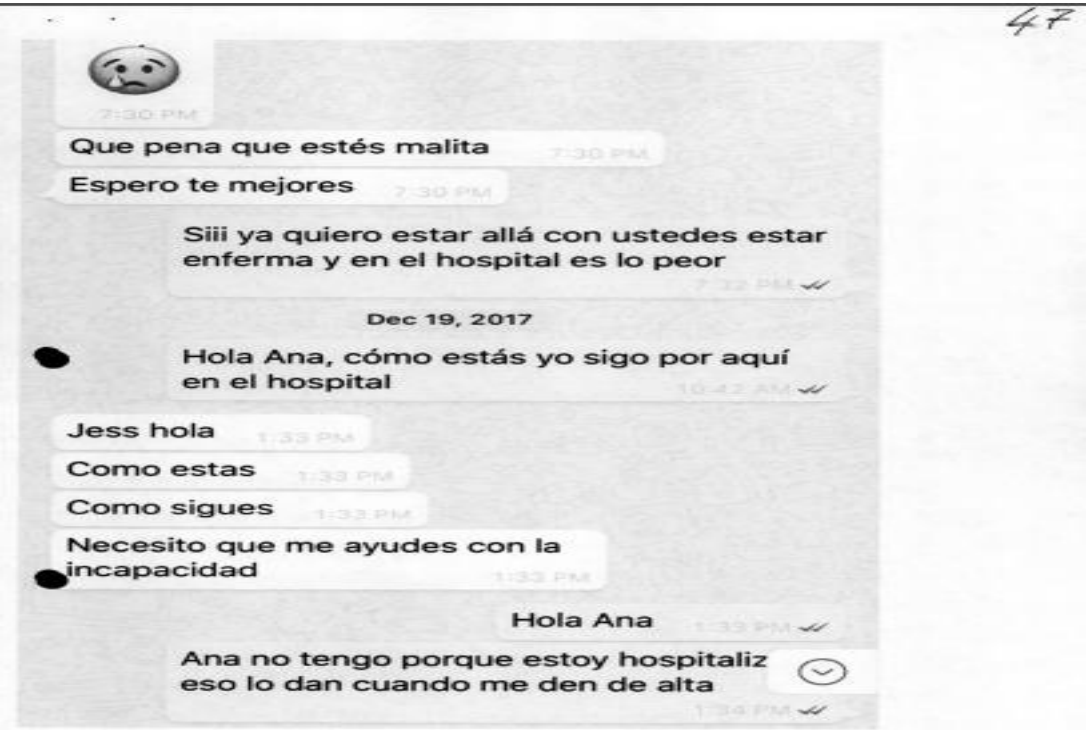 47
7:30 PM
Que pena que estés malita 7:30 PM
Espero te mejores 7:30 PM
Siii ya quiero estar allá con ustedes estar
enferma y en el hospital es lo peor
7:32 PM
Dec 19, 2017
Hola Ana, cómo estás yo sigo por aquí
en el hospital 10:42 AM
Jess hola 1:33 PM
Como estas 1:33 PM
Como sigues 1:33 PM
Necesito que me ayudes con la
incapacidad 1:33 PM
Hola Ana 1:33 PM
Ana no tengo porque estoy hospitaliz
eso lo dan cuando me den de alta
1:34 PM